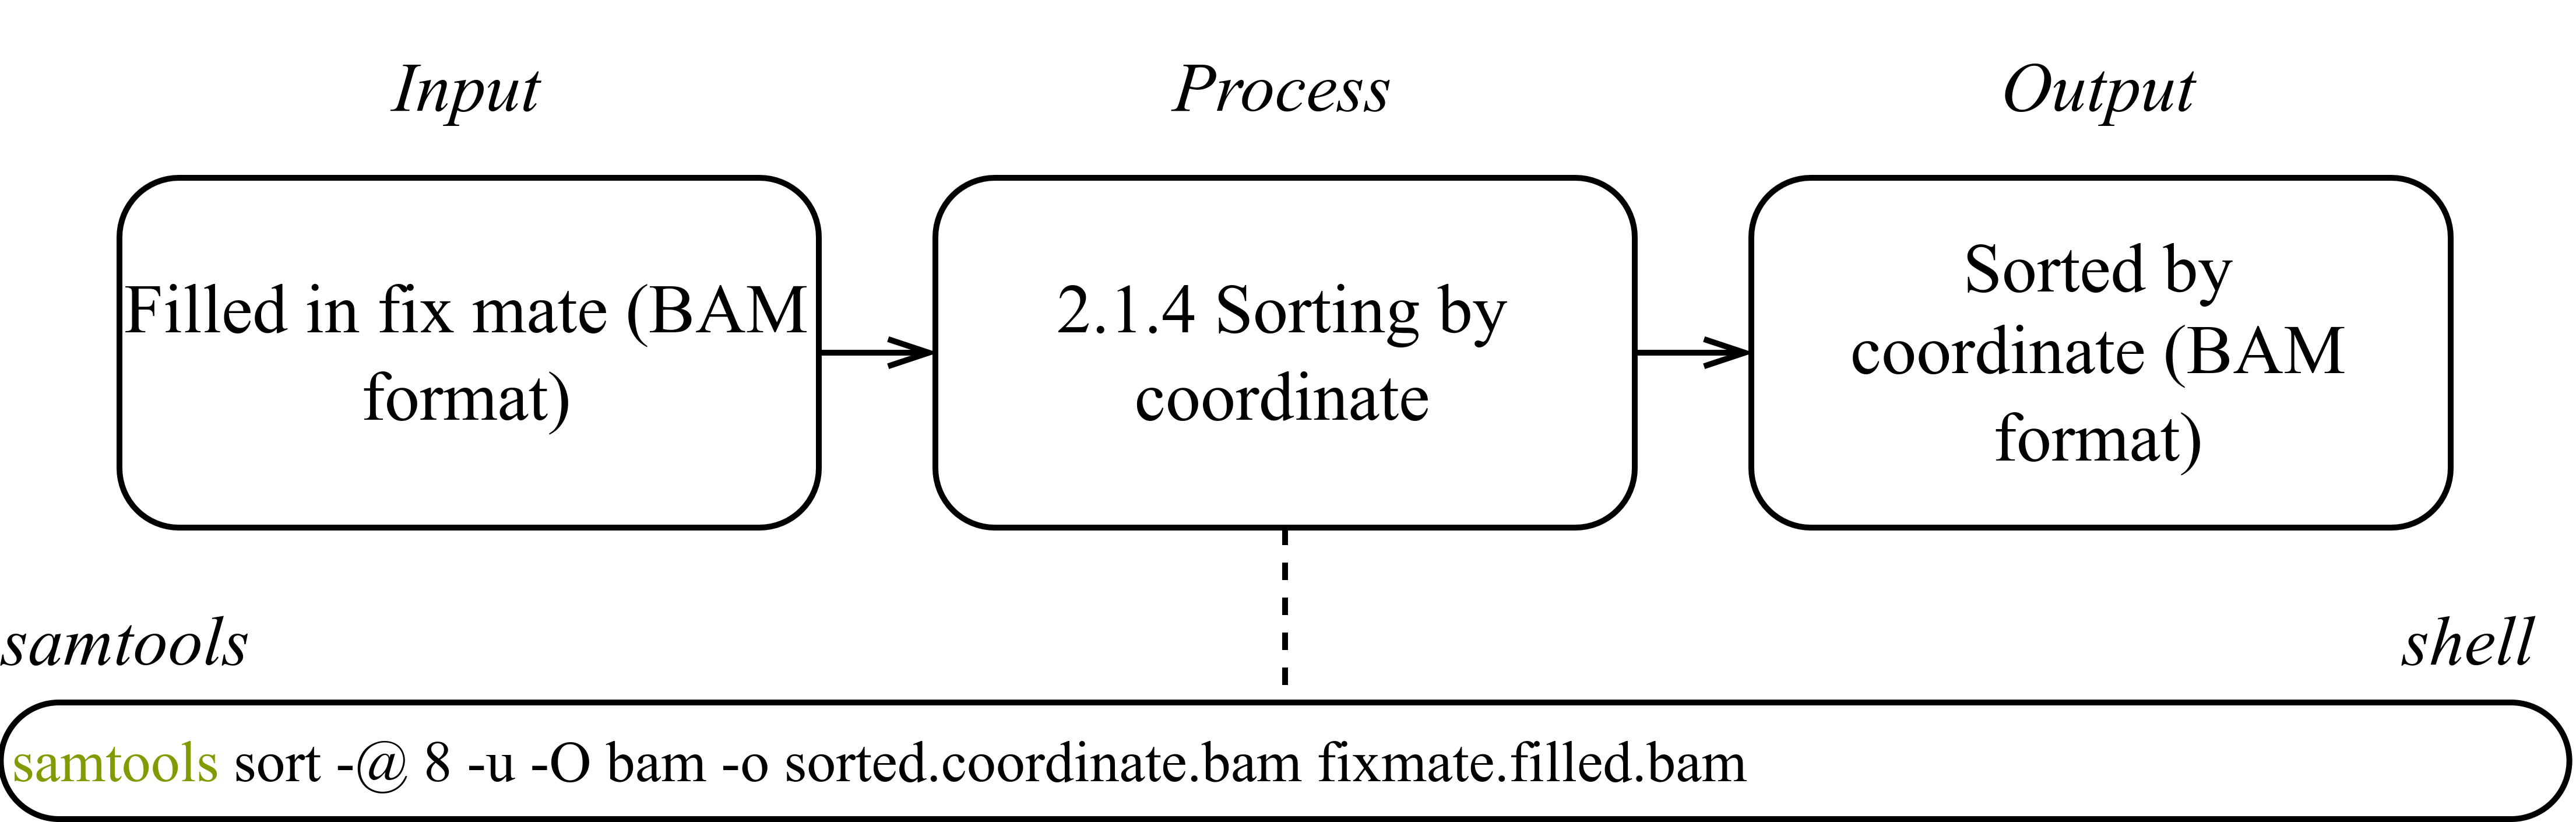 Input
Process
Output
Filled in fix mate (BAM
format)
2.1.4 Sorting by
coordinate
Sorted by
coordinate (BAM
format)
samtools
shell
samtools sort -@ 8 -u -O bam -o sorted.coordinate.bam fixmate.filled.bam